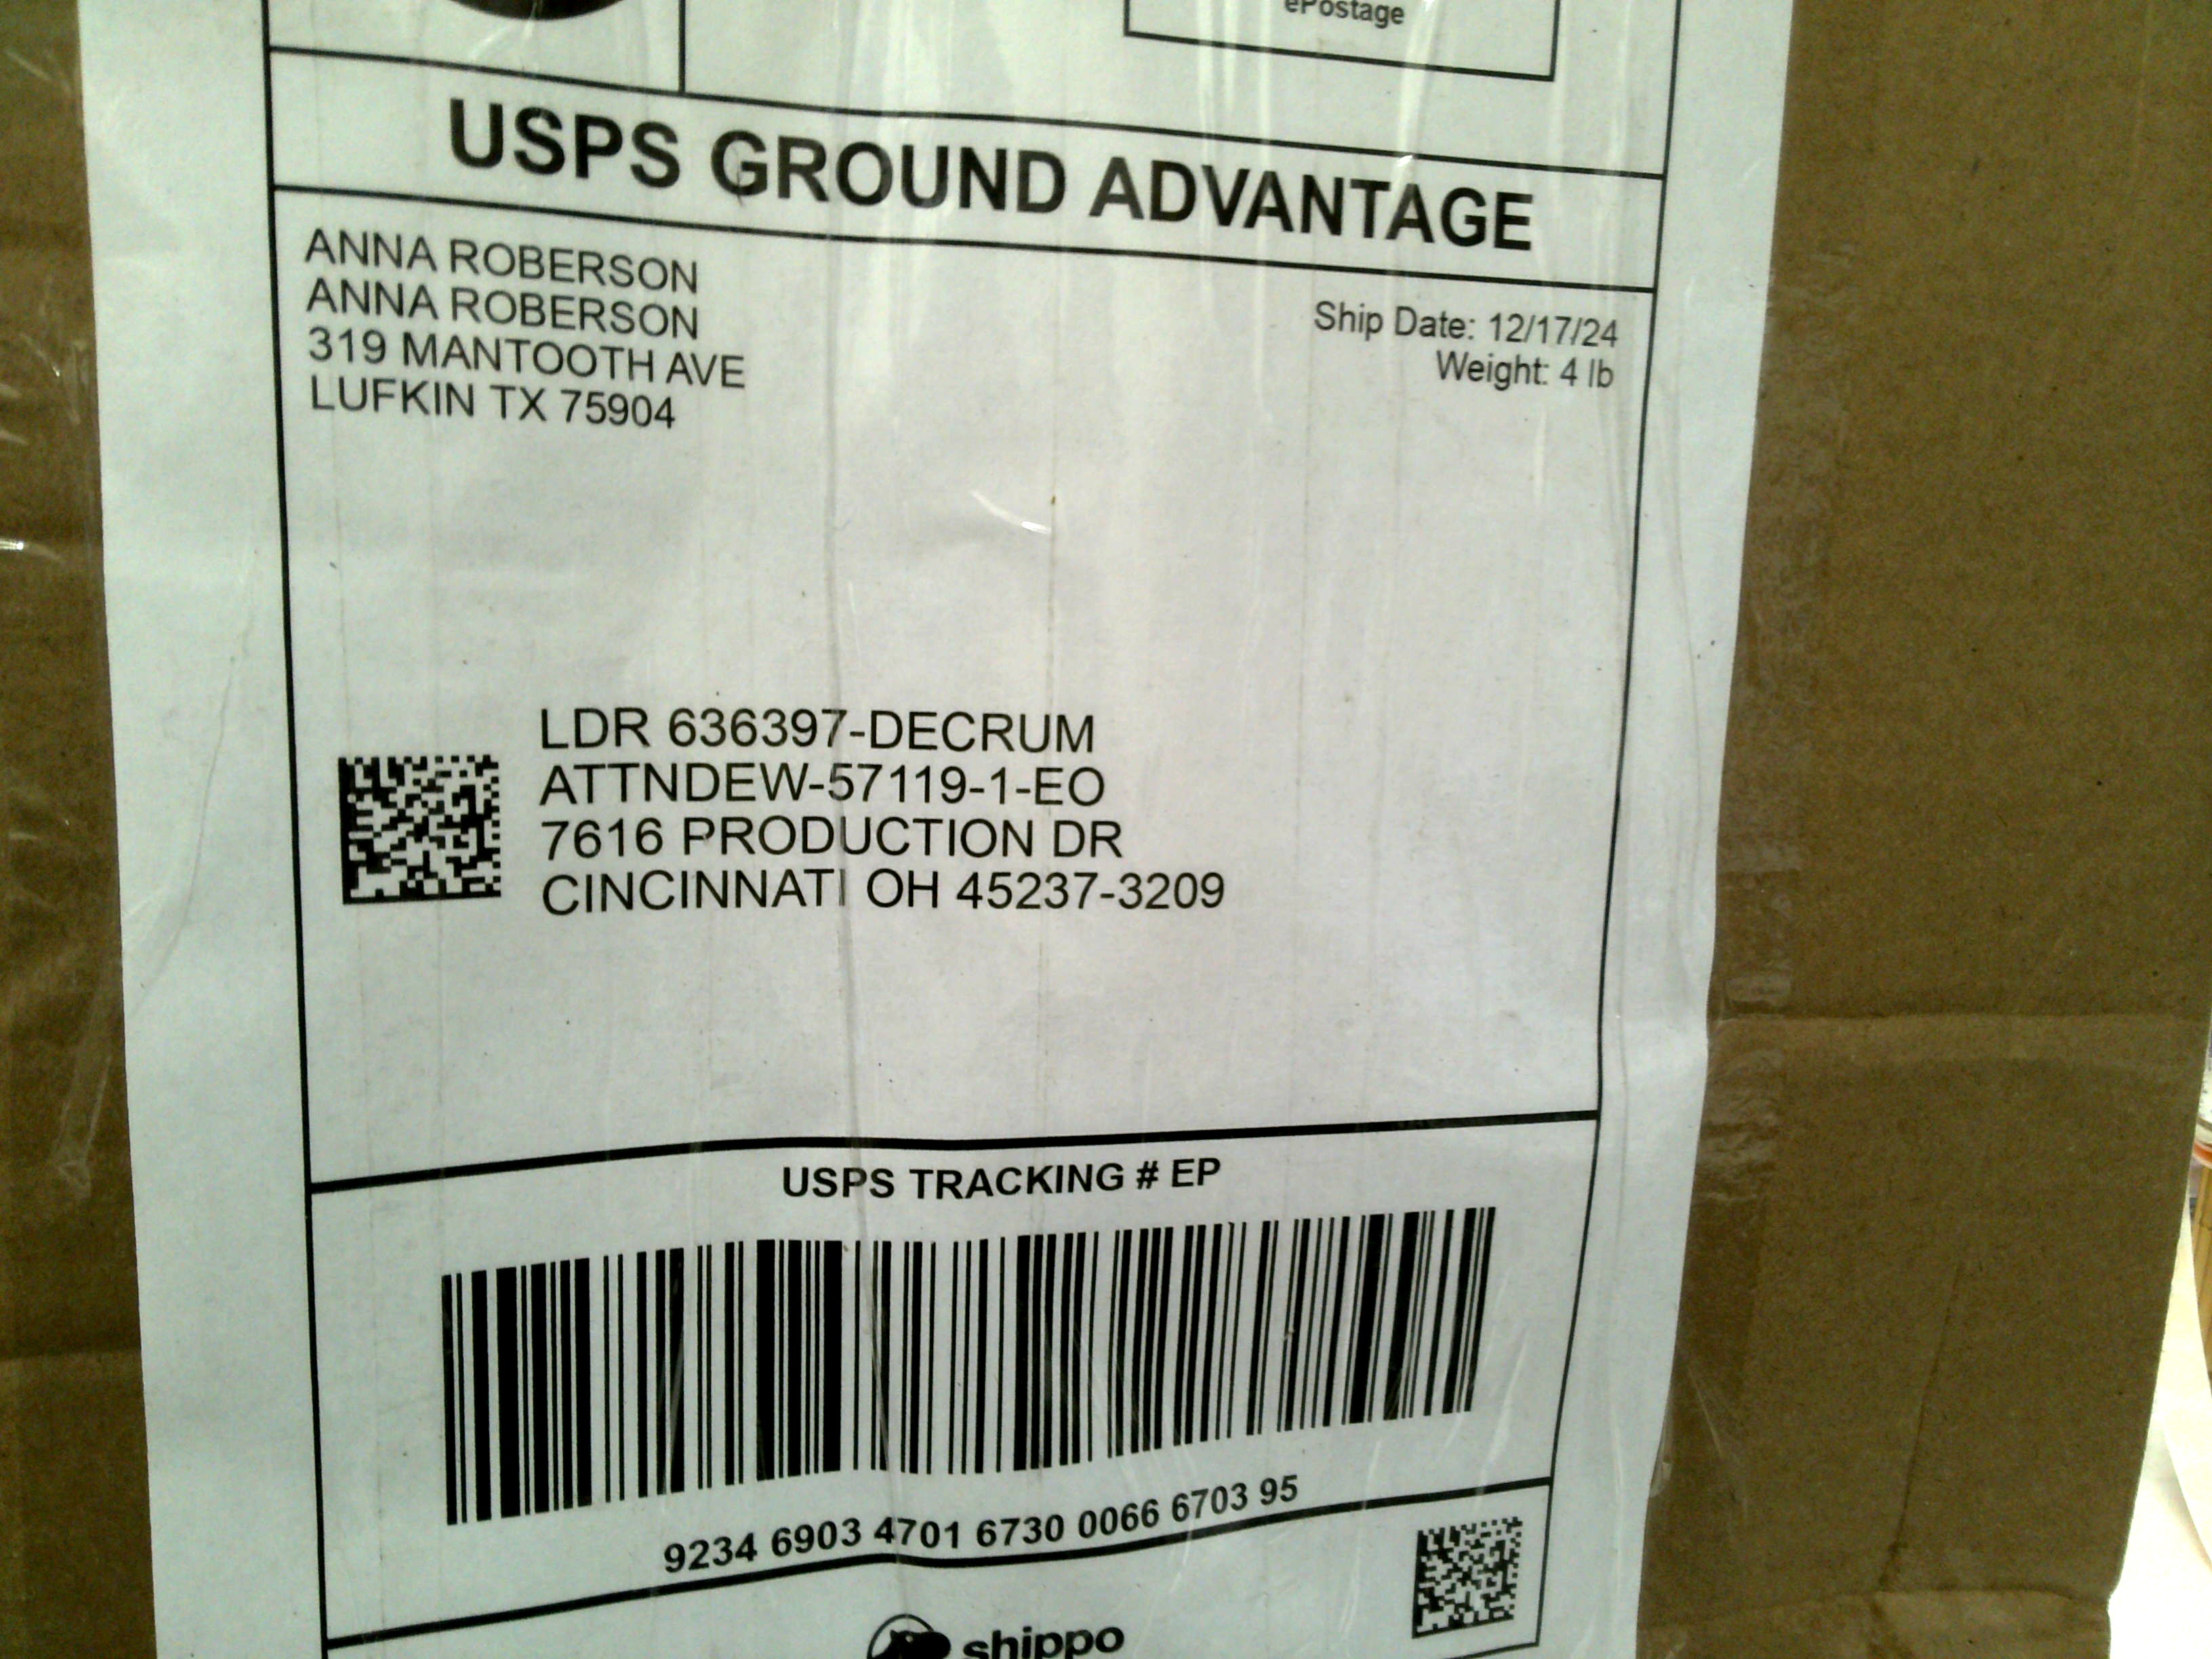 ePostage
USPS GROUND ADVANTAGE
ANNA ROBERSON
ANNA ROBERSON
319 MANTOOTH AVE
LUFKIN TX 75904
Ship Date: 12/17/24
Weight: 4 lb
LDR 636397-DECRUM
ATTNDEW-57119-1-EO
7616 PRODUCTION DR
CINCINNATI OH 45237-3209
USPS TRACKING # EP
9234 6903 4701 6730 0066 6703 95
shippo